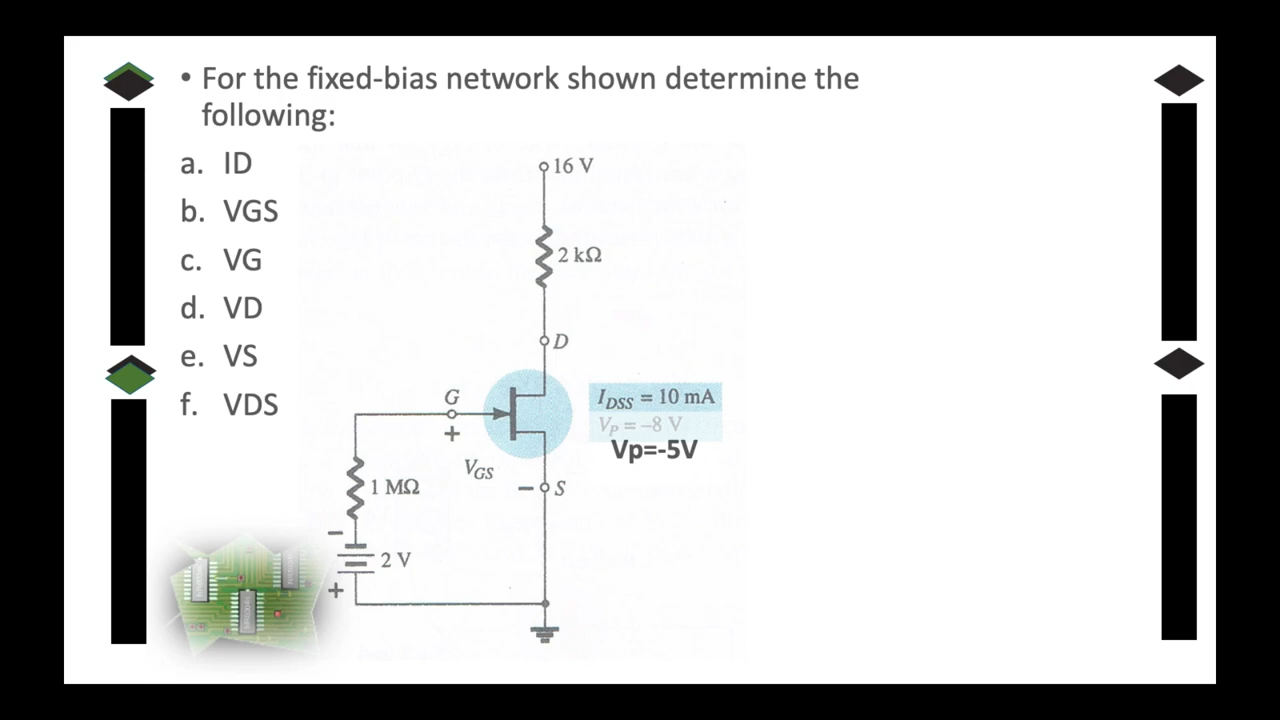 • For the fixed-bias network shown determine the
following:
a. ID
b. VGS
c. VG
d. VD
e. VS
f. VDS
16 V
2 kΩ
D
G
+
VGS
IDSS = 10 mA
VP = –8 V
Vp=-5V
– S
1 MΩ
–
2 V
+